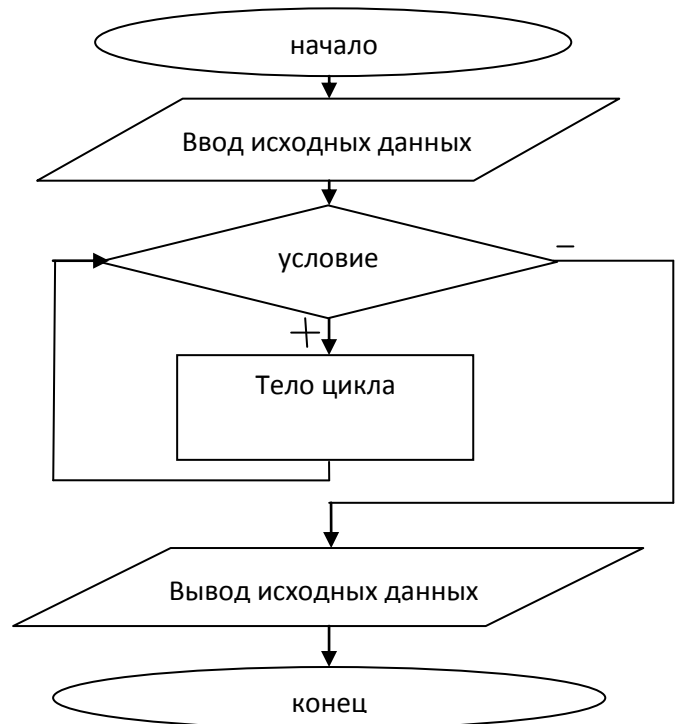 начало
Ввод исходных данных
условие
−
+
Тело цикла
Вывод исходных данных
конец